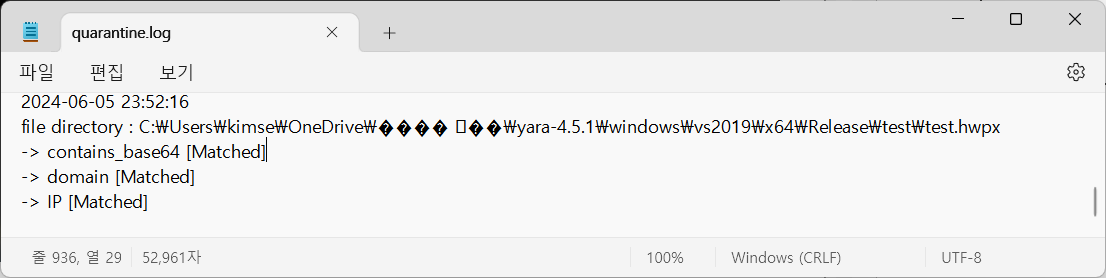 quarantine.log
파일 편집 보기
2024-06-05 23:52:16
file directory : C:₩Users₩kimse₩OneDrive₩���� ▯��₩yara-4.5.1₩windows₩vs2019₩x64₩Release₩test₩test.hwpx
-> contains_base64 [Matched]
-> domain [Matched]
-> IP [Matched]
줄 936, 열 29 52,961자 100% Windows (CRLF) UTF-8